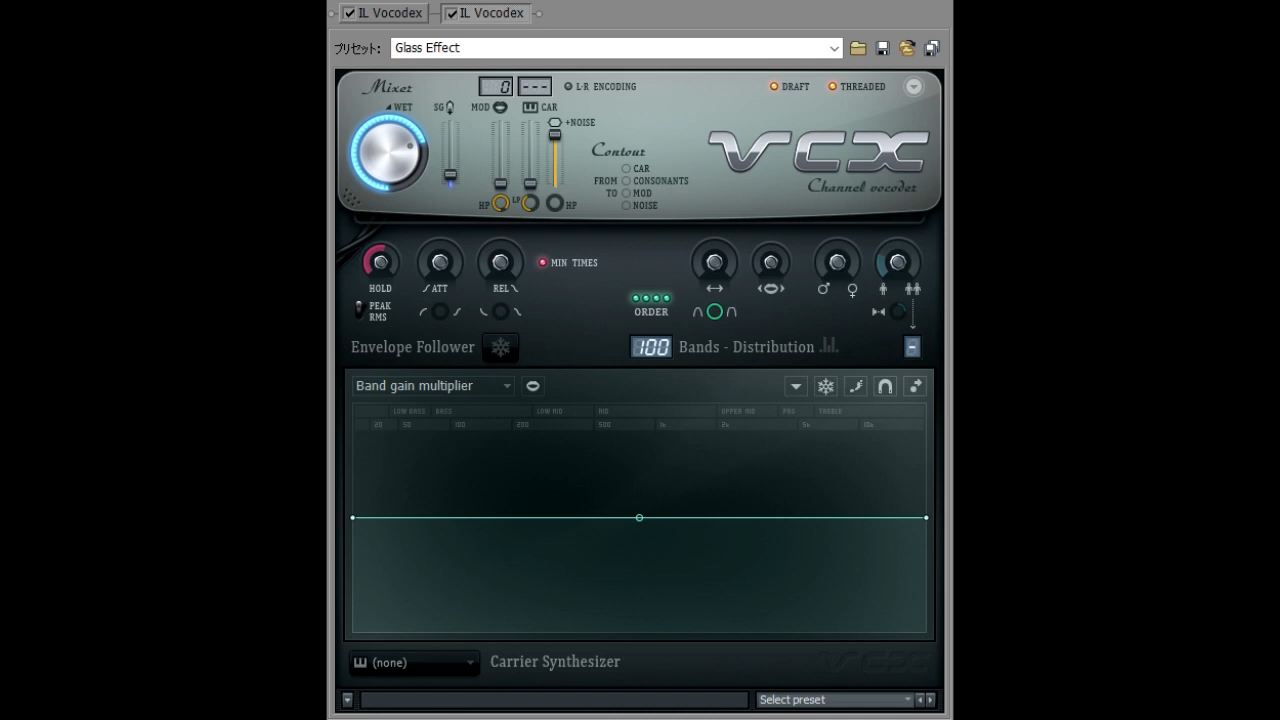 IL Vocodex IL Vocodex
プリセット: Glass Effect
Mixer 0 --- L-R ENCODING DRAFT THREADED
WET SG MOD CAR
+NOISE
Contour
VCX
CAR
FROM CONSONANTS
TO MOD
NOISE
Channel vocoder
HP LP HP
MIN TIMES
HOLD ATT REL
PEAK
RMS
ORDER
Envelope Follower 100 Bands - Distribution
Band gain multiplier
LOW BASS BASS LOW MID MID UPPER MID PRS TREBLE
20 50 100 200 500 1k 2k 5k 10k
(none) Carrier Synthesizer
Select preset